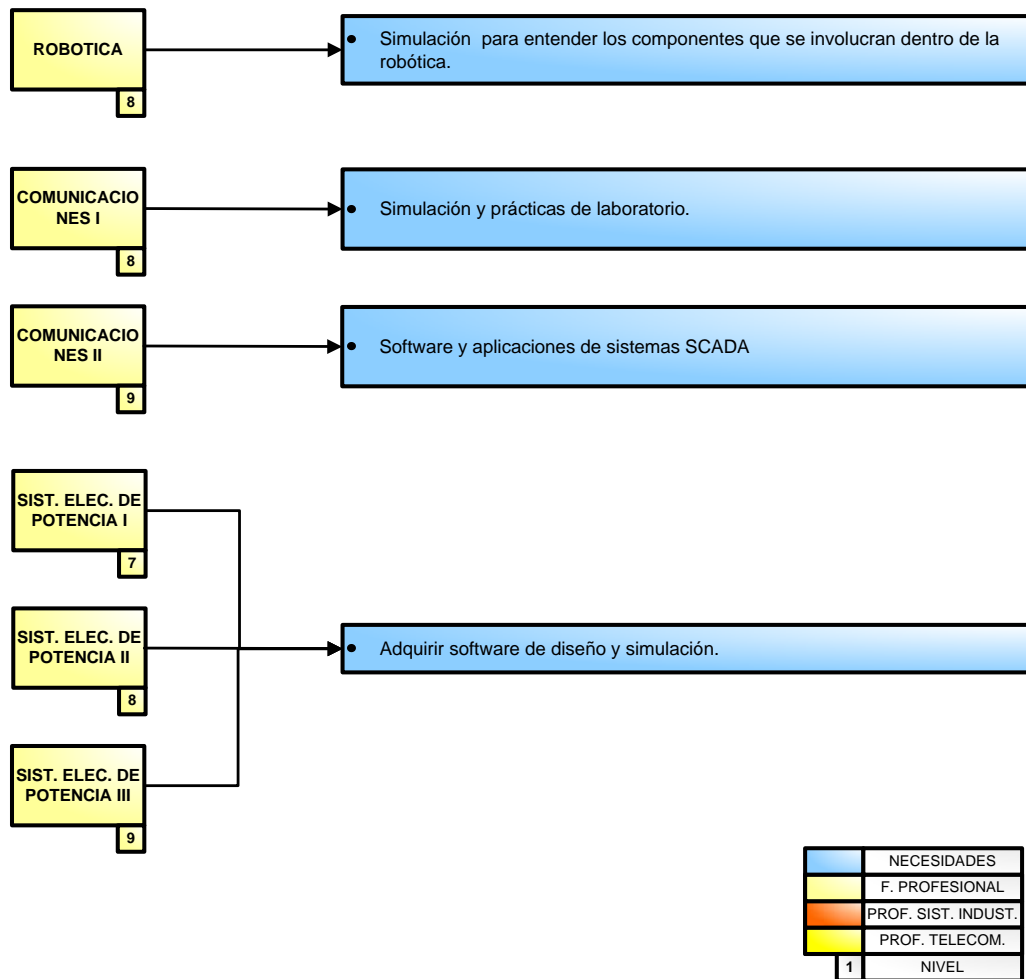 ROBOTICA
8
• Simulación para entender los componentes que se involucran dentro de la
robótica.
COMUNICACIO
NES I
8
• Simulación y prácticas de laboratorio.
COMUNICACIO
NES II
9
• Software y aplicaciones de sistemas SCADA
SIST. ELEC. DE
POTENCIA I
7
SIST. ELEC. DE
POTENCIA II
8
• Adquirir software de diseño y simulación.
SIST. ELEC. DE
POTENCIA III
9
NECESIDADES
F. PROFESIONAL
PROF. SIST. INDUST.
PROF. TELECOM.
1 NIVEL